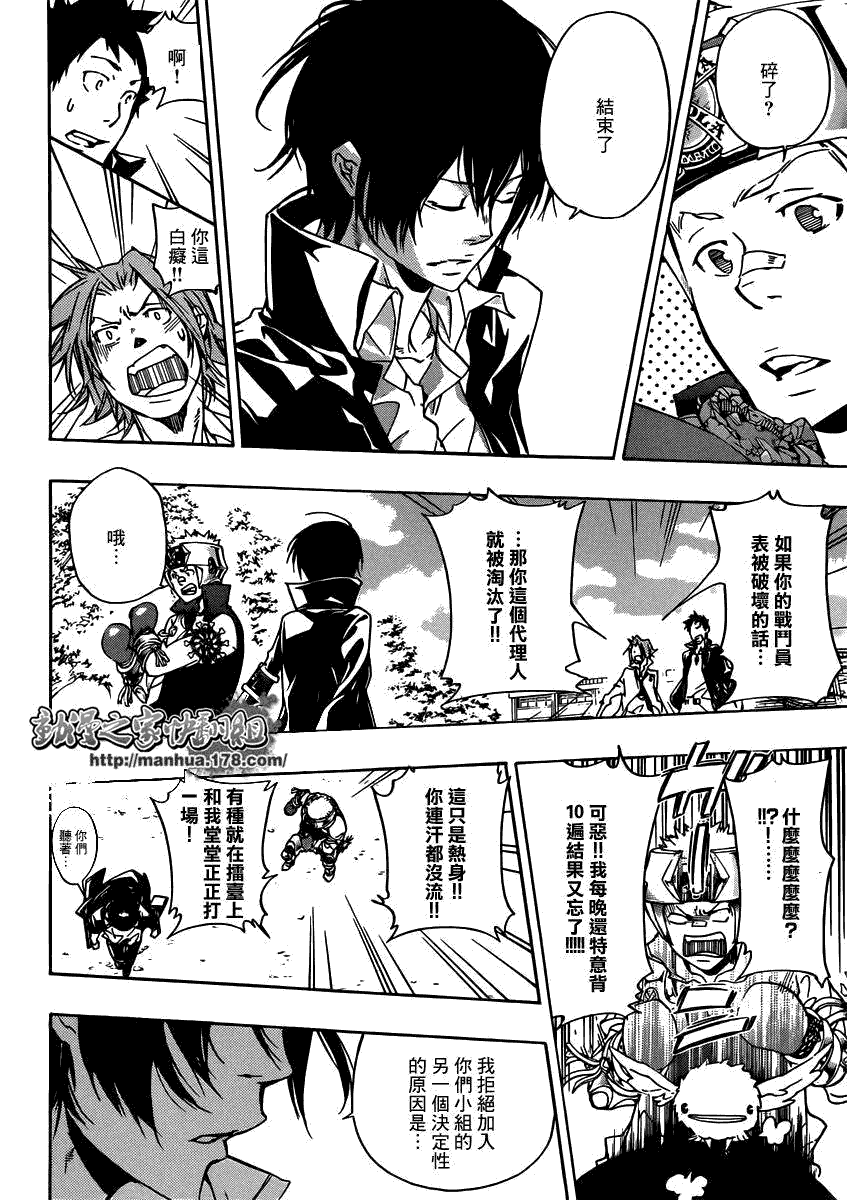 碎了?
結束了
啊!
你這
白癡!!
如果你的戰鬥員
表被破壞的話…
…那你這個代理人
就被淘汰了!!
哦…
什麼麼麼麼麼?
!!?!……
可惡!!我每晚還特意背
10遍結果又忘了!!!!!
這只是熱身!!
你連汗都沒流!!
有種就在擂臺上
和我堂堂正正打
一場!
你們
聽著…
我拒絕加入
你們小組的
另一個決定性
的原因是…
動漫之家汉化组
http://manhua.178.com/